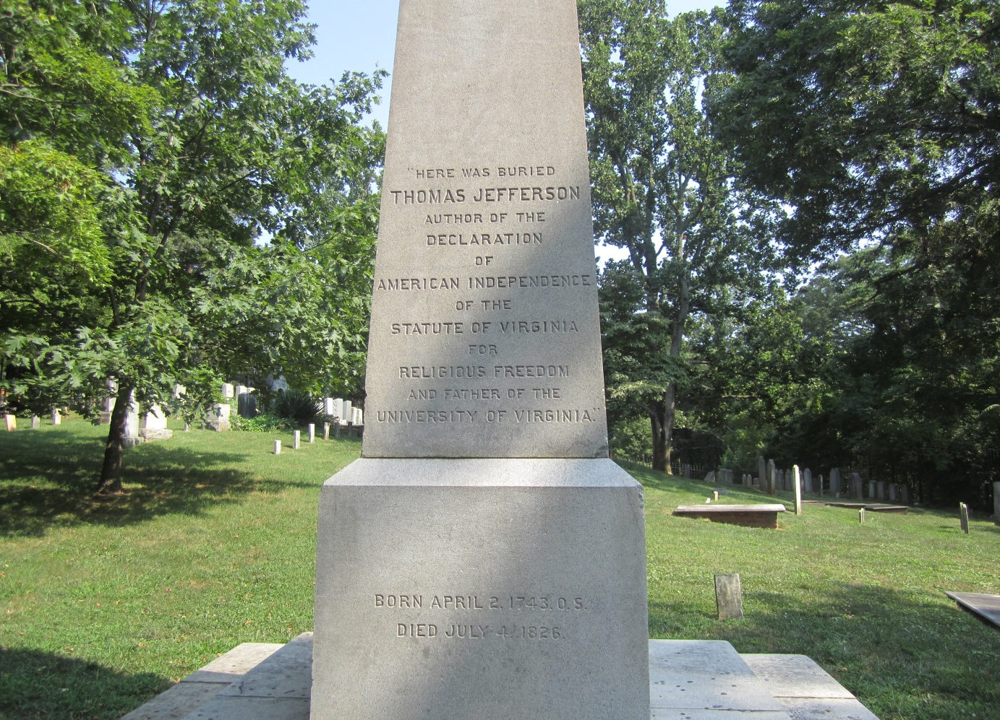 "HERE WAS BURIED
THOMAS JEFFERSON
AUTHOR OF THE
DECLARATION
OF
AMERICAN INDEPENDENCE
OF THE
STATUTE OF VIRGINIA
FOR
RELIGIOUS FREEDOM
AND FATHER OF THE
UNIVERSITY OF VIRGINIA."
BORN APRIL 2. 1743. O. S.
DIED JULY 4. 1826.